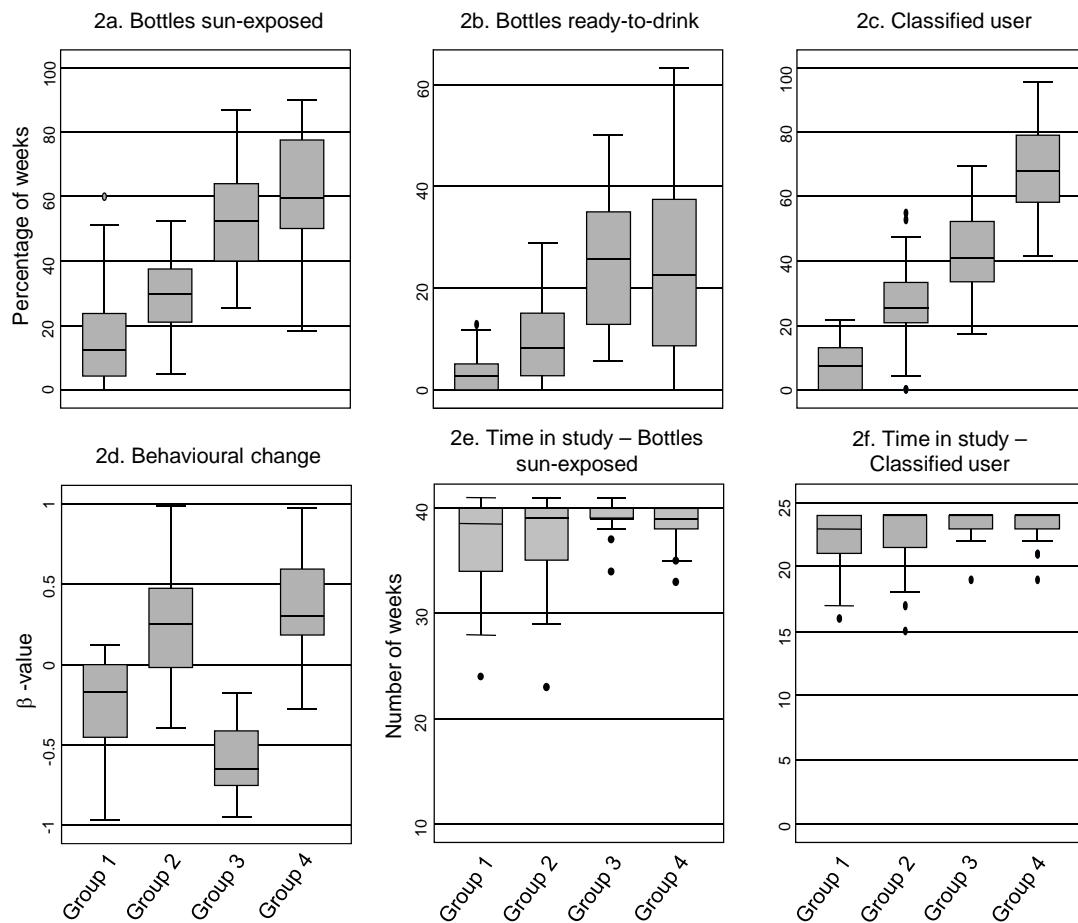 2a. Bottles sun-exposed
2b. Bottles ready-to-drink
2c. Classified user
Percentage of weeks
100
80
60
40
20
0
60
40
20
0
100
80
60
40
20
0
2d. Behavioural change
2e. Time in study – Bottles
sun-exposed
2f. Time in study –
Classified user
β -value
1
0.5
0
-0.5
-1
Number of weeks
40
30
20
10
25
20
15
25
5
0
Group 1
Group 2
Group 3
Group 4
Group 1
Group 2
Group 3
Group 4
Group 1
Group 2
Group 3
Group 4